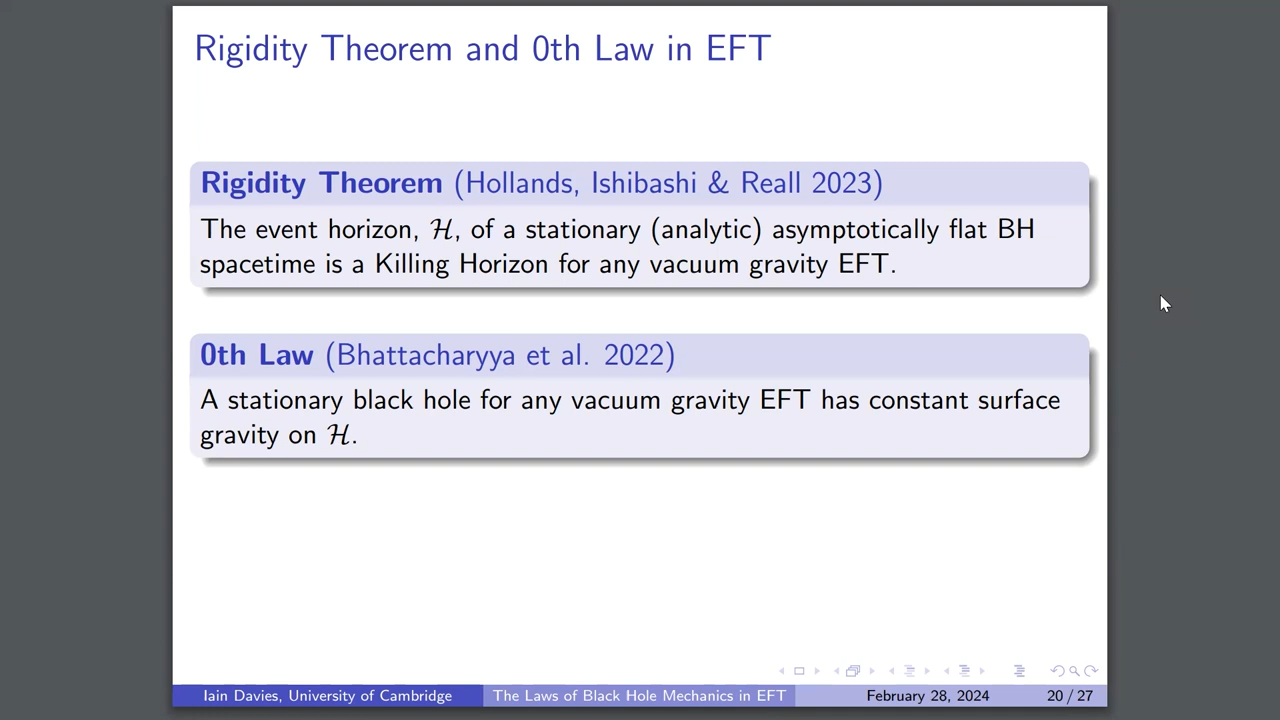 Rigidity Theorem and 0th Law in EFT
Rigidity Theorem (Hollands, Ishibashi & Reall 2023)
The event horizon, ℋ, of a stationary (analytic) asymptotically flat BH
spacetime is a Killing Horizon for any vacuum gravity EFT.
0th Law (Bhattacharyya et al. 2022)
A stationary black hole for any vacuum gravity EFT has constant surface
gravity on ℋ.
Iain Davies, University of Cambridge The Laws of Black Hole Mechanics in EFT February 28, 2024 20 / 27